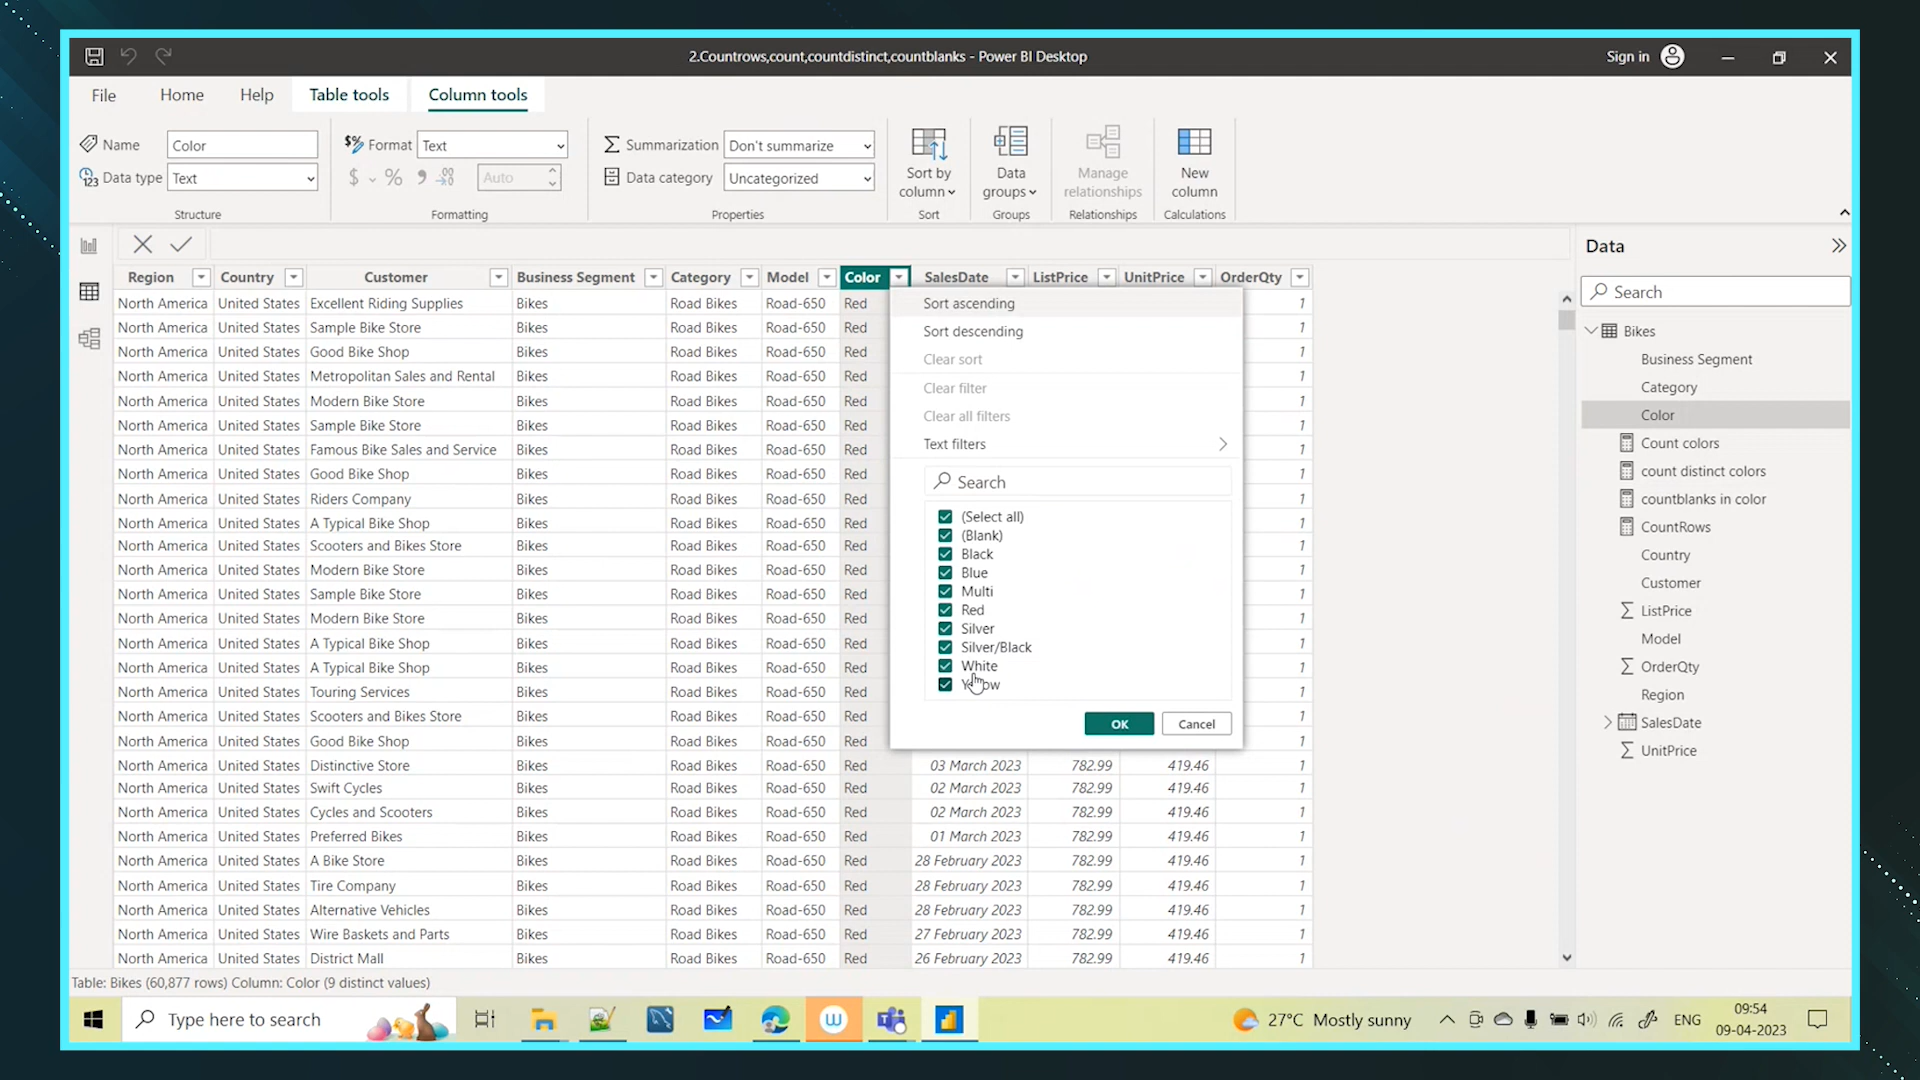 2.Countrows,count,countdistinct,countblanks - Power BI Desktop
Sign in
File Home Help Table tools Column tools
Name Color
Data type Text
Structure
Format Text
$ % Auto
Formatting
Summarization Don't summarize
Data category Uncategorized
Properties
Sort by column
Sort
Data groups
Groups
Manage relationships
Relationships
New column
Calculations
Region Country Customer Business Segment Category Model Color SalesDate ListPrice UnitPrice OrderQty
North America United States Excellent Riding Supplies Bikes Road Bikes Road-650 Red 1
North America United States Sample Bike Store Bikes Road Bikes Road-650 Red 1
North America United States Good Bike Shop Bikes Road Bikes Road-650 Red 1
North America United States Metropolitan Sales and Rental Bikes Road Bikes Road-650 Red 1
North America United States Modern Bike Store Bikes Road Bikes Road-650 Red 1
North America United States Sample Bike Store Bikes Road Bikes Road-650 Red 1
North America United States Famous Bike Sales and Service Bikes Road Bikes Road-650 Red 1
North America United States Good Bike Shop Bikes Road Bikes Road-650 Red 1
North America United States Riders Company Bikes Road Bikes Road-650 Red 1
North America United States A Typical Bike Shop Bikes Road Bikes Road-650 Red 1
North America United States Scooters and Bikes Store Bikes Road Bikes Road-650 Red 1
North America United States Modern Bike Store Bikes Road Bikes Road-650 Red 1
North America United States Sample Bike Store Bikes Road Bikes Road-650 Red 1
North America United States Modern Bike Store Bikes Road Bikes Road-650 Red 1
North America United States A Typical Bike Shop Bikes Road Bikes Road-650 Red 1
North America United States A Typical Bike Shop Bikes Road Bikes Road-650 Red 1
North America United States Touring Services Bikes Road Bikes Road-650 Red 1
North America United States Scooters and Bikes Store Bikes Road Bikes Road-650 Red 1
North America United States Good Bike Shop Bikes Road Bikes Road-650 Red 1
North America United States Distinctive Store Bikes Road Bikes Road-650 Red 03 March 2023 782.99 419.46 1
North America United States Swift Cycles Bikes Road Bikes Road-650 Red 02 March 2023 782.99 419.46 1
North America United States Cycles and Scooters Bikes Road Bikes Road-650 Red 02 March 2023 782.99 419.46 1
North America United States Preferred Bikes Bikes Road Bikes Road-650 Red 01 March 2023 782.99 419.46 1
North America United States A Bike Store Bikes Road Bikes Road-650 Red 28 February 2023 782.99 419.46 1
North America United States Tire Company Bikes Road Bikes Road-650 Red 28 February 2023 782.99 419.46 1
North America United States Alternative Vehicles Bikes Road Bikes Road-650 Red 28 February 2023 782.99 419.46 1
North America United States Wire Baskets and Parts Bikes Road Bikes Road-650 Red 27 February 2023 782.99 419.46 1
North America United States District Mall Bikes Road Bikes Road-650 Red 26 February 2023 782.99 419.46 1
Sort ascending
Sort descending
Clear sort
Clear filter
Clear all filters
Text filters
Search
(Select all)
(Blank)
Black
Blue
Multi
Red
Silver
Silver/Black
White
OK Cancel
Data
Search
Bikes
Business Segment
Category
Color
Count colors
count distinct colors
countblanks in color
CountRows
Country
Customer
ListPrice
Model
OrderQty
Region
SalesDate
UnitPrice
Table: Bikes (60,877 rows) Column: Color (9 distinct values)
Type here to search
27°C Mostly sunny
ENG
09:54
09-04-2023